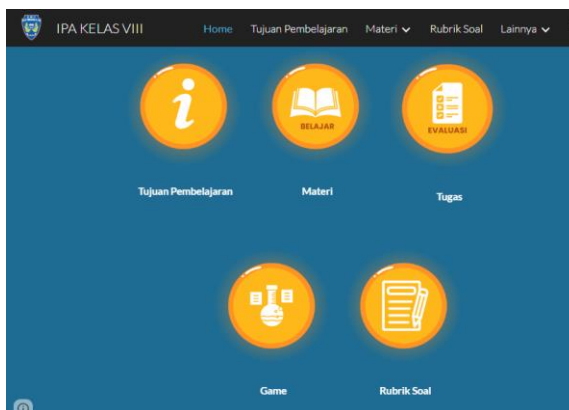 IPA KELAS VIII
Home Tujuan Pembelajaran Materi Rubrik Soal Lainnya
BELAJAR
EVALUASI
Tujuan Pembelajaran Materi Tugas
Game Rubrik Soal